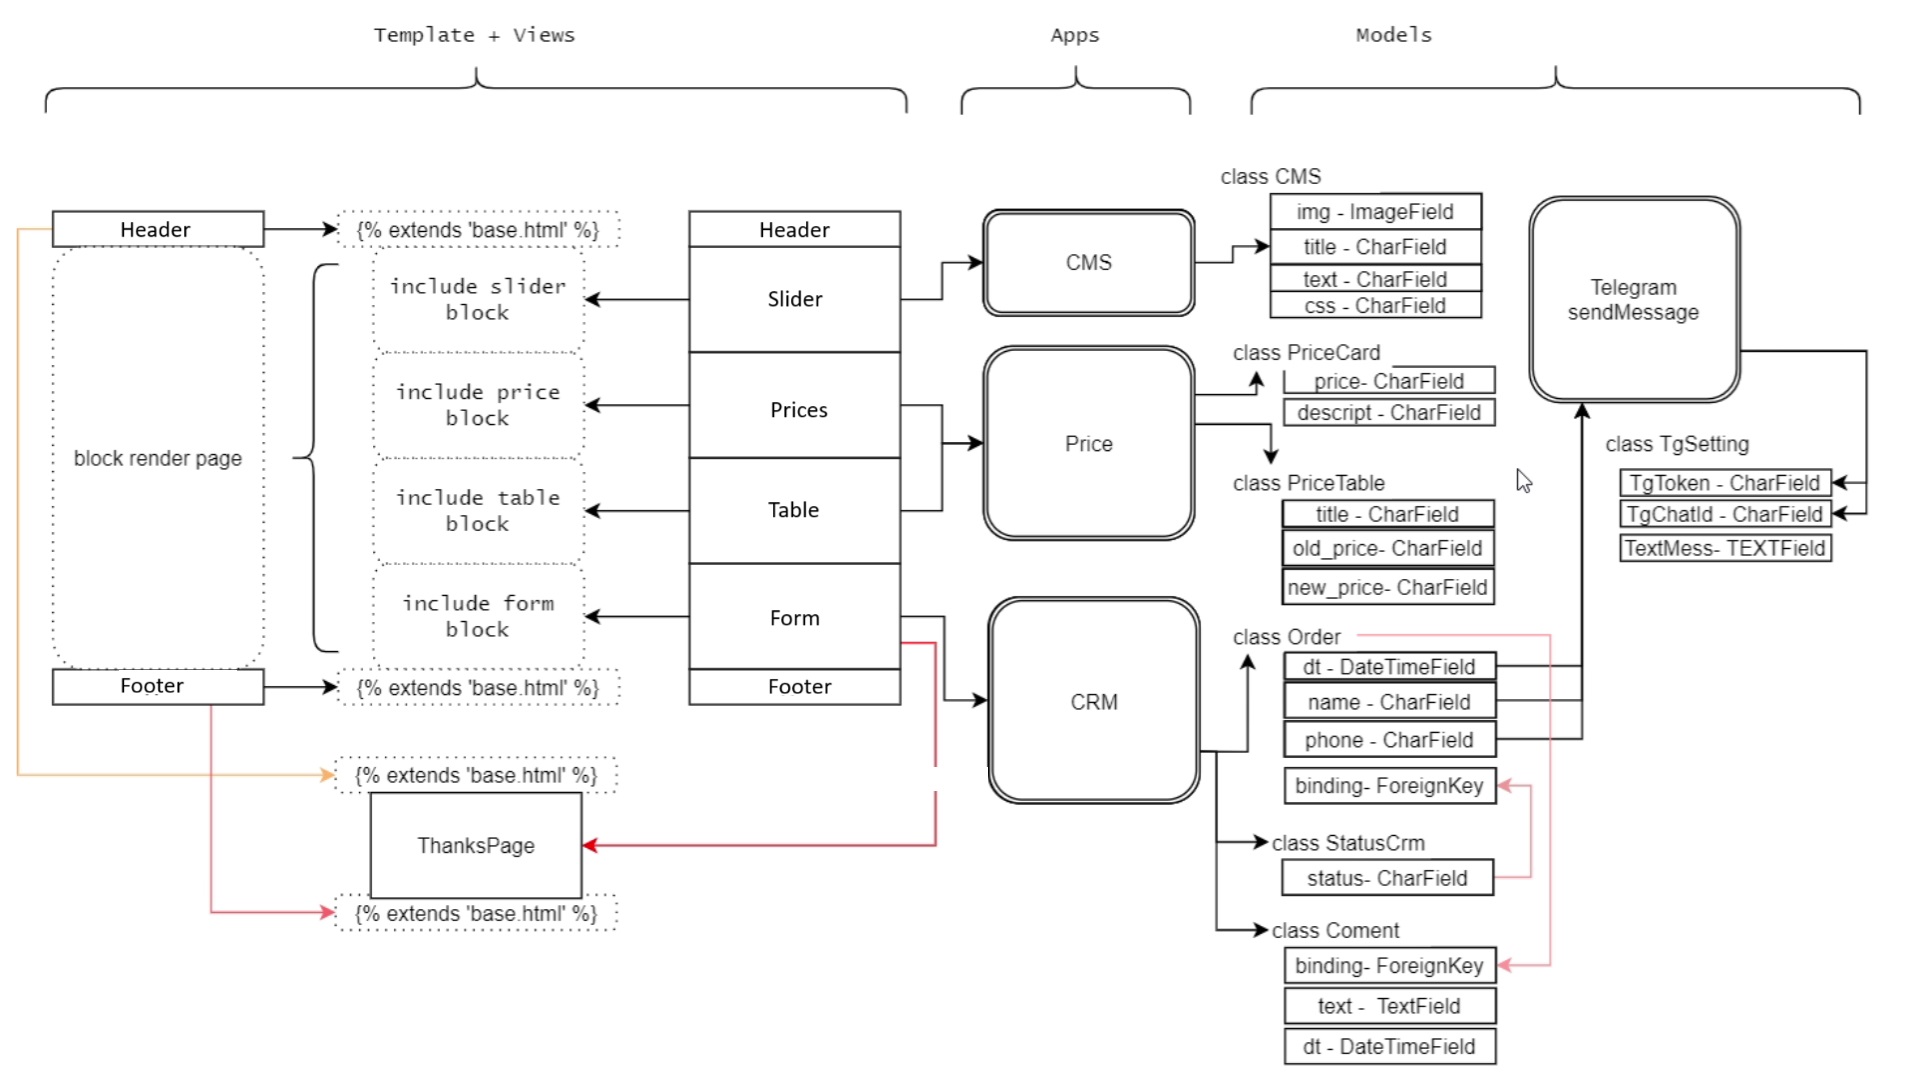 Template + Views
Apps
Models
Header
block render page
Footer
{% extends 'base.html' %}
include slider
block
include price
block
include table
block
include form
block
{% extends 'base.html' %}
{% extends 'base.html' %}
ThanksPage
{% extends 'base.html' %}
Header
Slider
Prices
Table
Form
Footer
CMS
Price
CRM
class CMS
img - ImageField
title - CharField
text - CharField
css - CharField
class PriceCard
price- CharField
descript - CharField
class PriceTable
title - CharField
old_price- CharField
new_price- CharField
class Order
dt - DateTimeField
name - CharField
phone - CharField
binding- ForeignKey
class StatusCrm
status- CharField
class Coment
binding- ForeignKey
text - TextField
dt - DateTimeField
Telegram
sendMessage
class TgSetting
TgToken - CharField
TgChatId - CharField
TextMess- TEXTField